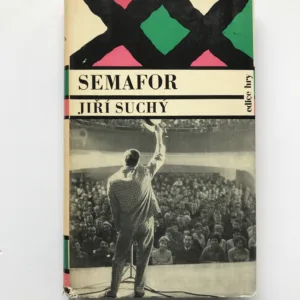 SEMAFOR
JIŘÍ SUCHÝ
edice hry